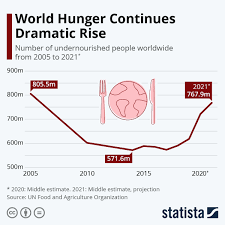 World Hunger Continues
Dramatic Rise
Number of undernourished people worldwide
from 2005 to 2021*
900m
805.5m
2021*
767.9m
800m
700m
600m
571.6m
500m
2005
2010
2015
2020*
* 2020: Middle estimate. 2021: Middle estimate, projection
Source: UN Food and Agriculture Organization
statista